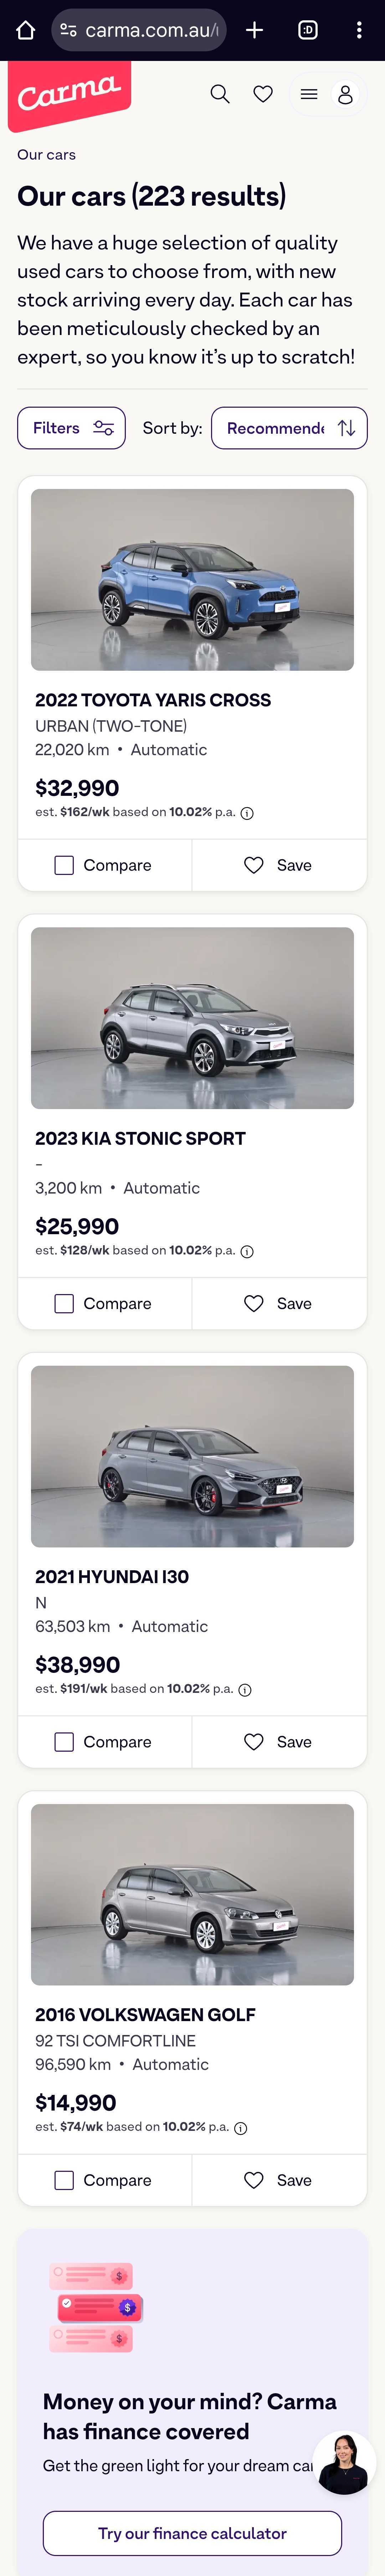 :D
carma.com.au/
Carma
Our cars
Our cars (223 results)
We have a huge selection of quality
used cars to choose from, with new
stock arriving every day. Each car has
been meticulously checked by an
expert, so you know it's up to scratch!
Filters
Sort by:
Recommende
2022 TOYOTA YARIS CROSS
URBAN (TWO-TONE)
22,020 km • Automatic
$32,990
est. $162/wk based on 10.02% p.a.
Compare
Save
2023 KIA STONIC SPORT
-
3,200 km • Automatic
$25,990
est. $128/wk based on 10.02% p.a.
Compare
Save
2021 HYUNDAI I30
N
63,503 km • Automatic
$38,990
est. $191/wk based on 10.02% p.a.
Compare
Save
2016 VOLKSWAGEN GOLF
92 TSI COMFORTLINE
96,590 km • Automatic
$14,990
est. $74/wk based on 10.02% p.a.
Compare
Save
$
$
$
Money on your mind? Carma
has finance covered
Get the green light for your dream car
Try our finance calculator